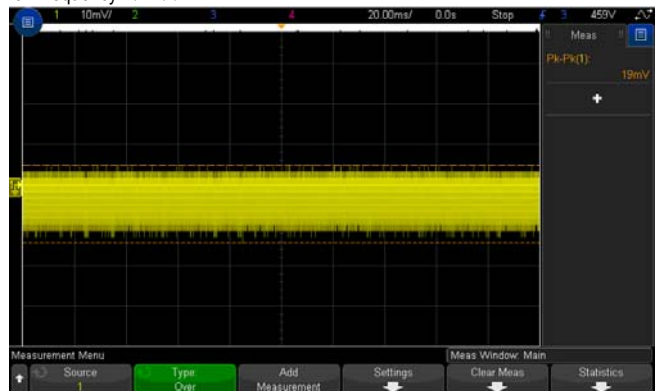 1 10mV/ 2 3 4 20.00ms/ 0.0s Stop 3 459V
Meas
Pk-Pk(1):
19mV
Measurement Menu Meas Window: Main
Source Type: Add Settings Clear Meas Statistics
1 Over Measurement